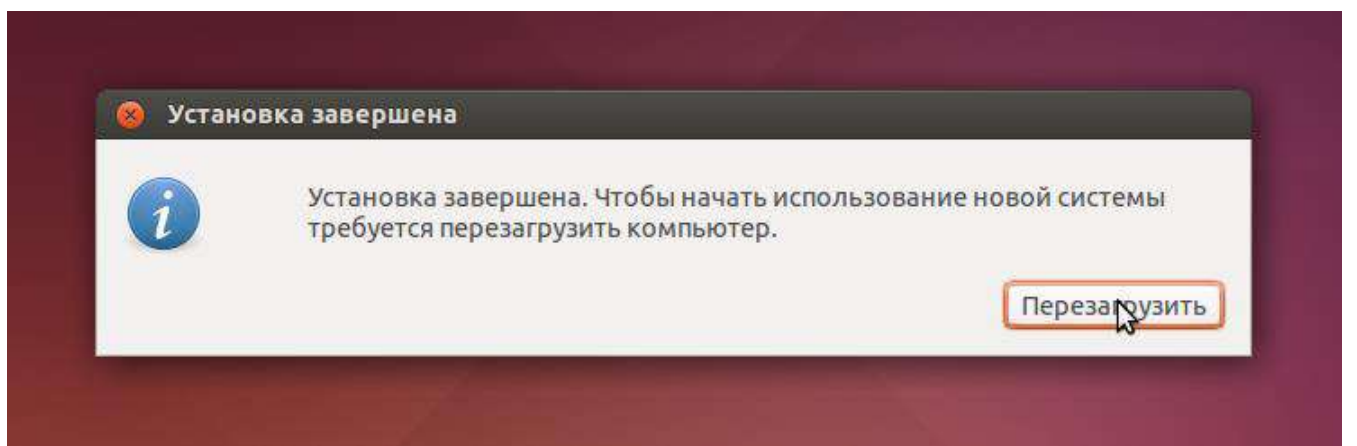 Установка завершена
Установка завершена. Чтобы начать использование новой системы
требуется перезагрузить компьютер.
Перезагрузить